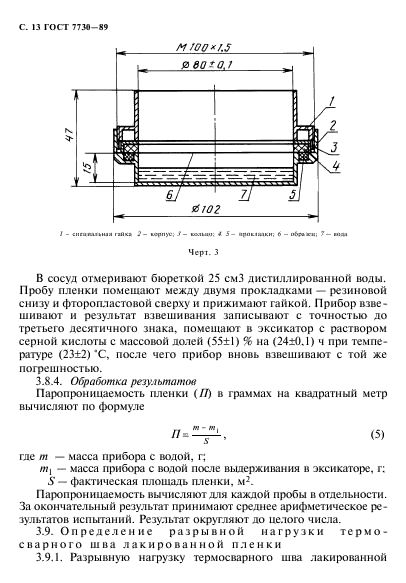 С. 13 ГОСТ 7730—89
М 100×1,5
Ø 80±0,1
47
15
1
2
3
4
6
7
5
Ø102
1 – специальная гайка 2 – корпус; 3 – кольцо; 4. 5 – прокладки; 6 – образец; 7 – вода
Черт. 3
В сосуд отмеривают бюреткой 25 см3 дистиллированной воды.
Пробу пленки помещают между двумя прокладками — резиновой
снизу и фторопластовой сверху и прижимают гайкой. Прибор взве-
шивают и результат взвешивания записывают с точностью до
третьего десятичного знака, помещают в эксикатор с раствором
серной кислоты с массовой долей (55±1) % на (24±0,1) ч при темпе-
ратуре (23±2) °С, после чего прибор вновь взвешивают с той же
погрешностью.
3.8.4. Обработка результатов
Паропроницаемость пленки (П) в граммах на квадратный метр
вычисляют по формуле
П = m – m₁ / S , (5)
где m — масса прибора с водой, г;
m₁ — масса прибора с водой после выдерживания в эксикаторе, г;
S — фактическая площадь пленки, м².
Паропроницаемость вычисляют для каждой пробы в отдельности.
За окончательный результат принимают среднее арифметическое ре-
зультатов испытаний. Результат округляют до целого числа.
3.9. Определение разрывной нагрузки термо-
сварного шва лакированной пленки
3.9.1. Разрывную нагрузку термосварного шва лакированной